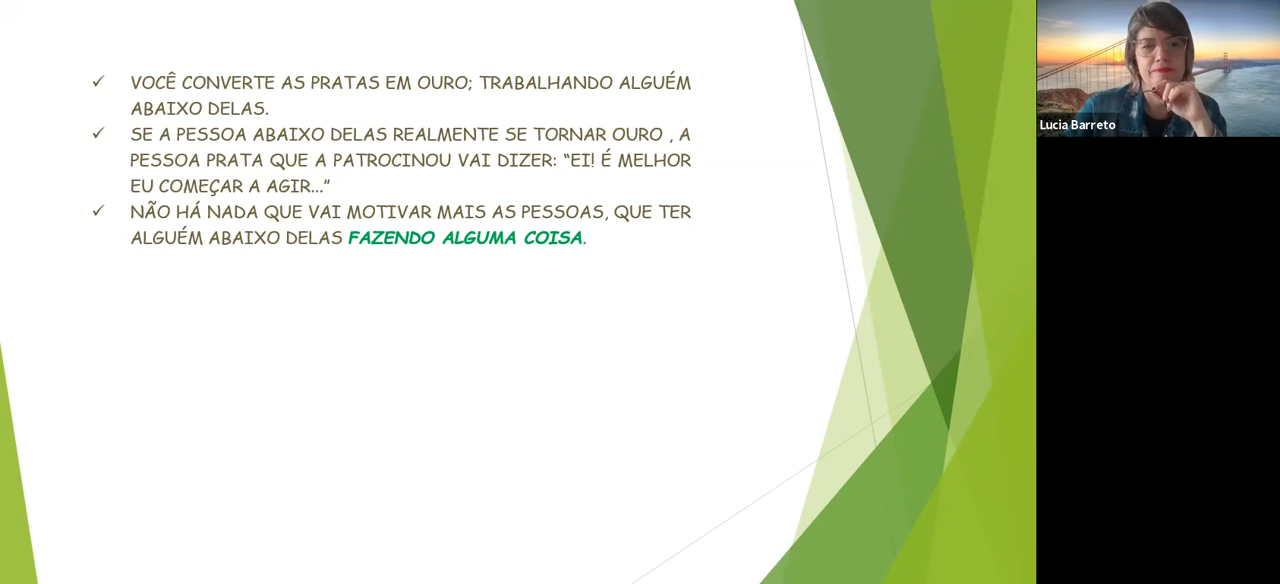 VOCÊ CONVERTE AS PRATAS EM OURO; TRABALHANDO ALGUÉM
ABAIXO DELAS.
SE A PESSOA ABAIXO DELAS REALMENTE SE TORNAR OURO , A
PESSOA PRATA QUE A PATROCINOU VAI DIZER: “EI! É MELHOR
EU COMEÇAR A AGIR...”
NÃO HÁ NADA QUE VAI MOTIVAR MAIS AS PESSOAS, QUE TER
ALGUÉM ABAIXO DELAS FAZENDO ALGUMA COISA.
Lucia Barreto